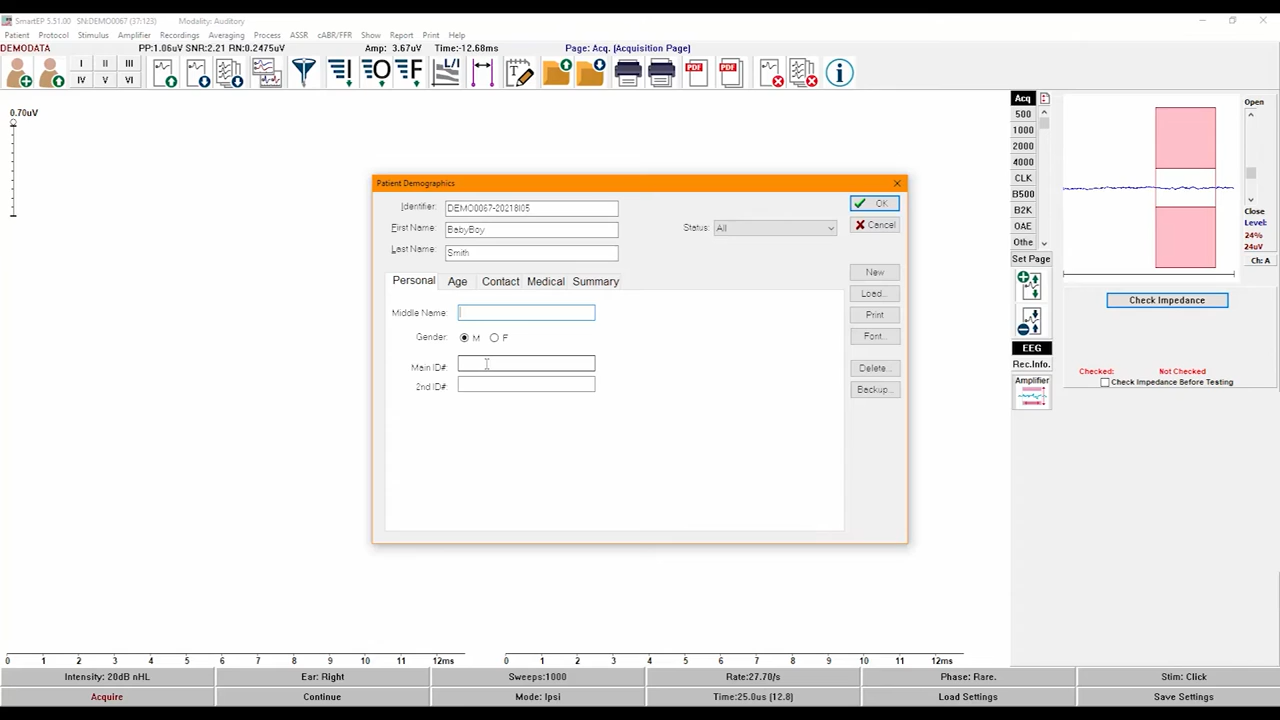 SmartEP 5.51.00 SN:DEMO0067 (37:123) Modality: Auditory
Patient Protocol Stimulus Amplifier Recordings Averaging Process ASSR cABR/FFR Show Report Print Help
DEMODATA PP:1.06uV SNR:2.21 RN:0.2475uV Amp: 3.67uV Time:-12.68ms Page: Acq. [Acquisition Page]
I II III
IV V VI
O F L/I PDF PDF
0.70uV
Acq
500
1000
2000
4000
CLK
B500
B2K
OAE
Othe
Set Page
EEG
Rec.Info.
Amplifier
Open
Close
Level:
24%
24uV
Ch: A
Check Impedance
Checked: Not Checked
Check Impedance Before Testing
Patient Demographics
Identifier: DEMO0067-20218I05
First Name: BabyBoy
Last Name: Smith
Status: All
OK
Cancel
New
Load...
Print
Font...
Delete...
Backup...
Personal Age Contact Medical Summary
Middle Name:
Gender: M F
Main ID#:
2nd ID#:
0 1 2 3 4 5 6 7 8 9 10 11 12ms 0 1 2 3 4 5 6 7 8 9 10 11 12ms
Intensity: 20dB nHL Ear: Right Sweeps:1000 Rate:27.70/s Phase: Rare. Stim: Click
Acquire Continue Mode: Ipsi Time:25.0us (12.8) Load Settings Save Settings